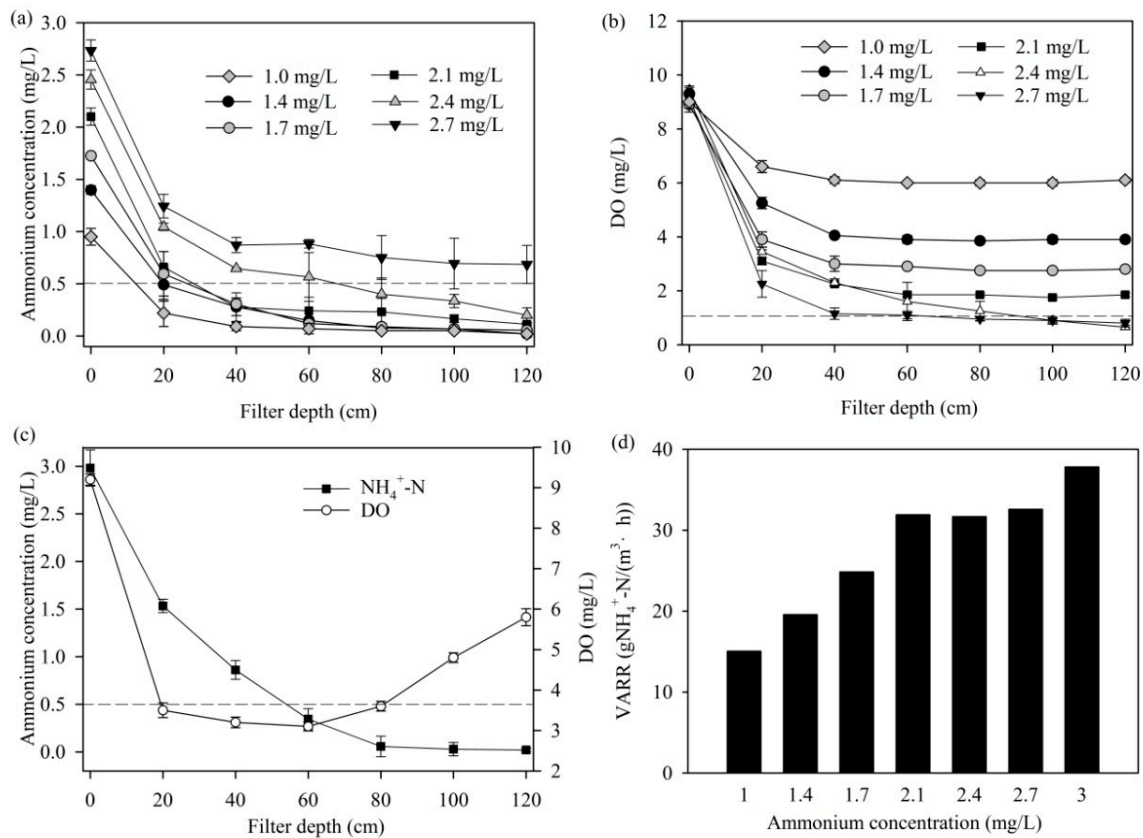 (a)
Ammonium concentration (mg/L)
3.0
2.5
2.0
1.5
1.0
0.5
0.0
1.0 mg/L
1.4 mg/L
1.7 mg/L
2.1 mg/L
2.4 mg/L
2.7 mg/L
0 20 40 60 80 100 120
Filter depth (cm)
(b)
DO (mg/L)
12
10
8
6
4
2
0
1.0 mg/L
1.4 mg/L
1.7 mg/L
2.1 mg/L
2.4 mg/L
2.7 mg/L
0 20 40 60 80 100 120
Filter depth (cm)
(c)
Ammonium concentration (mg/L)
3.0
2.5
2.0
1.5
1.0
0.5
0.0
NH₄⁺-N
DO
10
9
8
7
6
5
4
3
2
DO (mg/L)
0 20 40 60 80 100 120
Filter depth (cm)
(d)
VARR (gNH₄⁺-N/(m³· h))
40
30
20
10
0
1 1.4 1.7 2.1 2.4 2.7 3
Ammonium concentration (mg/L)